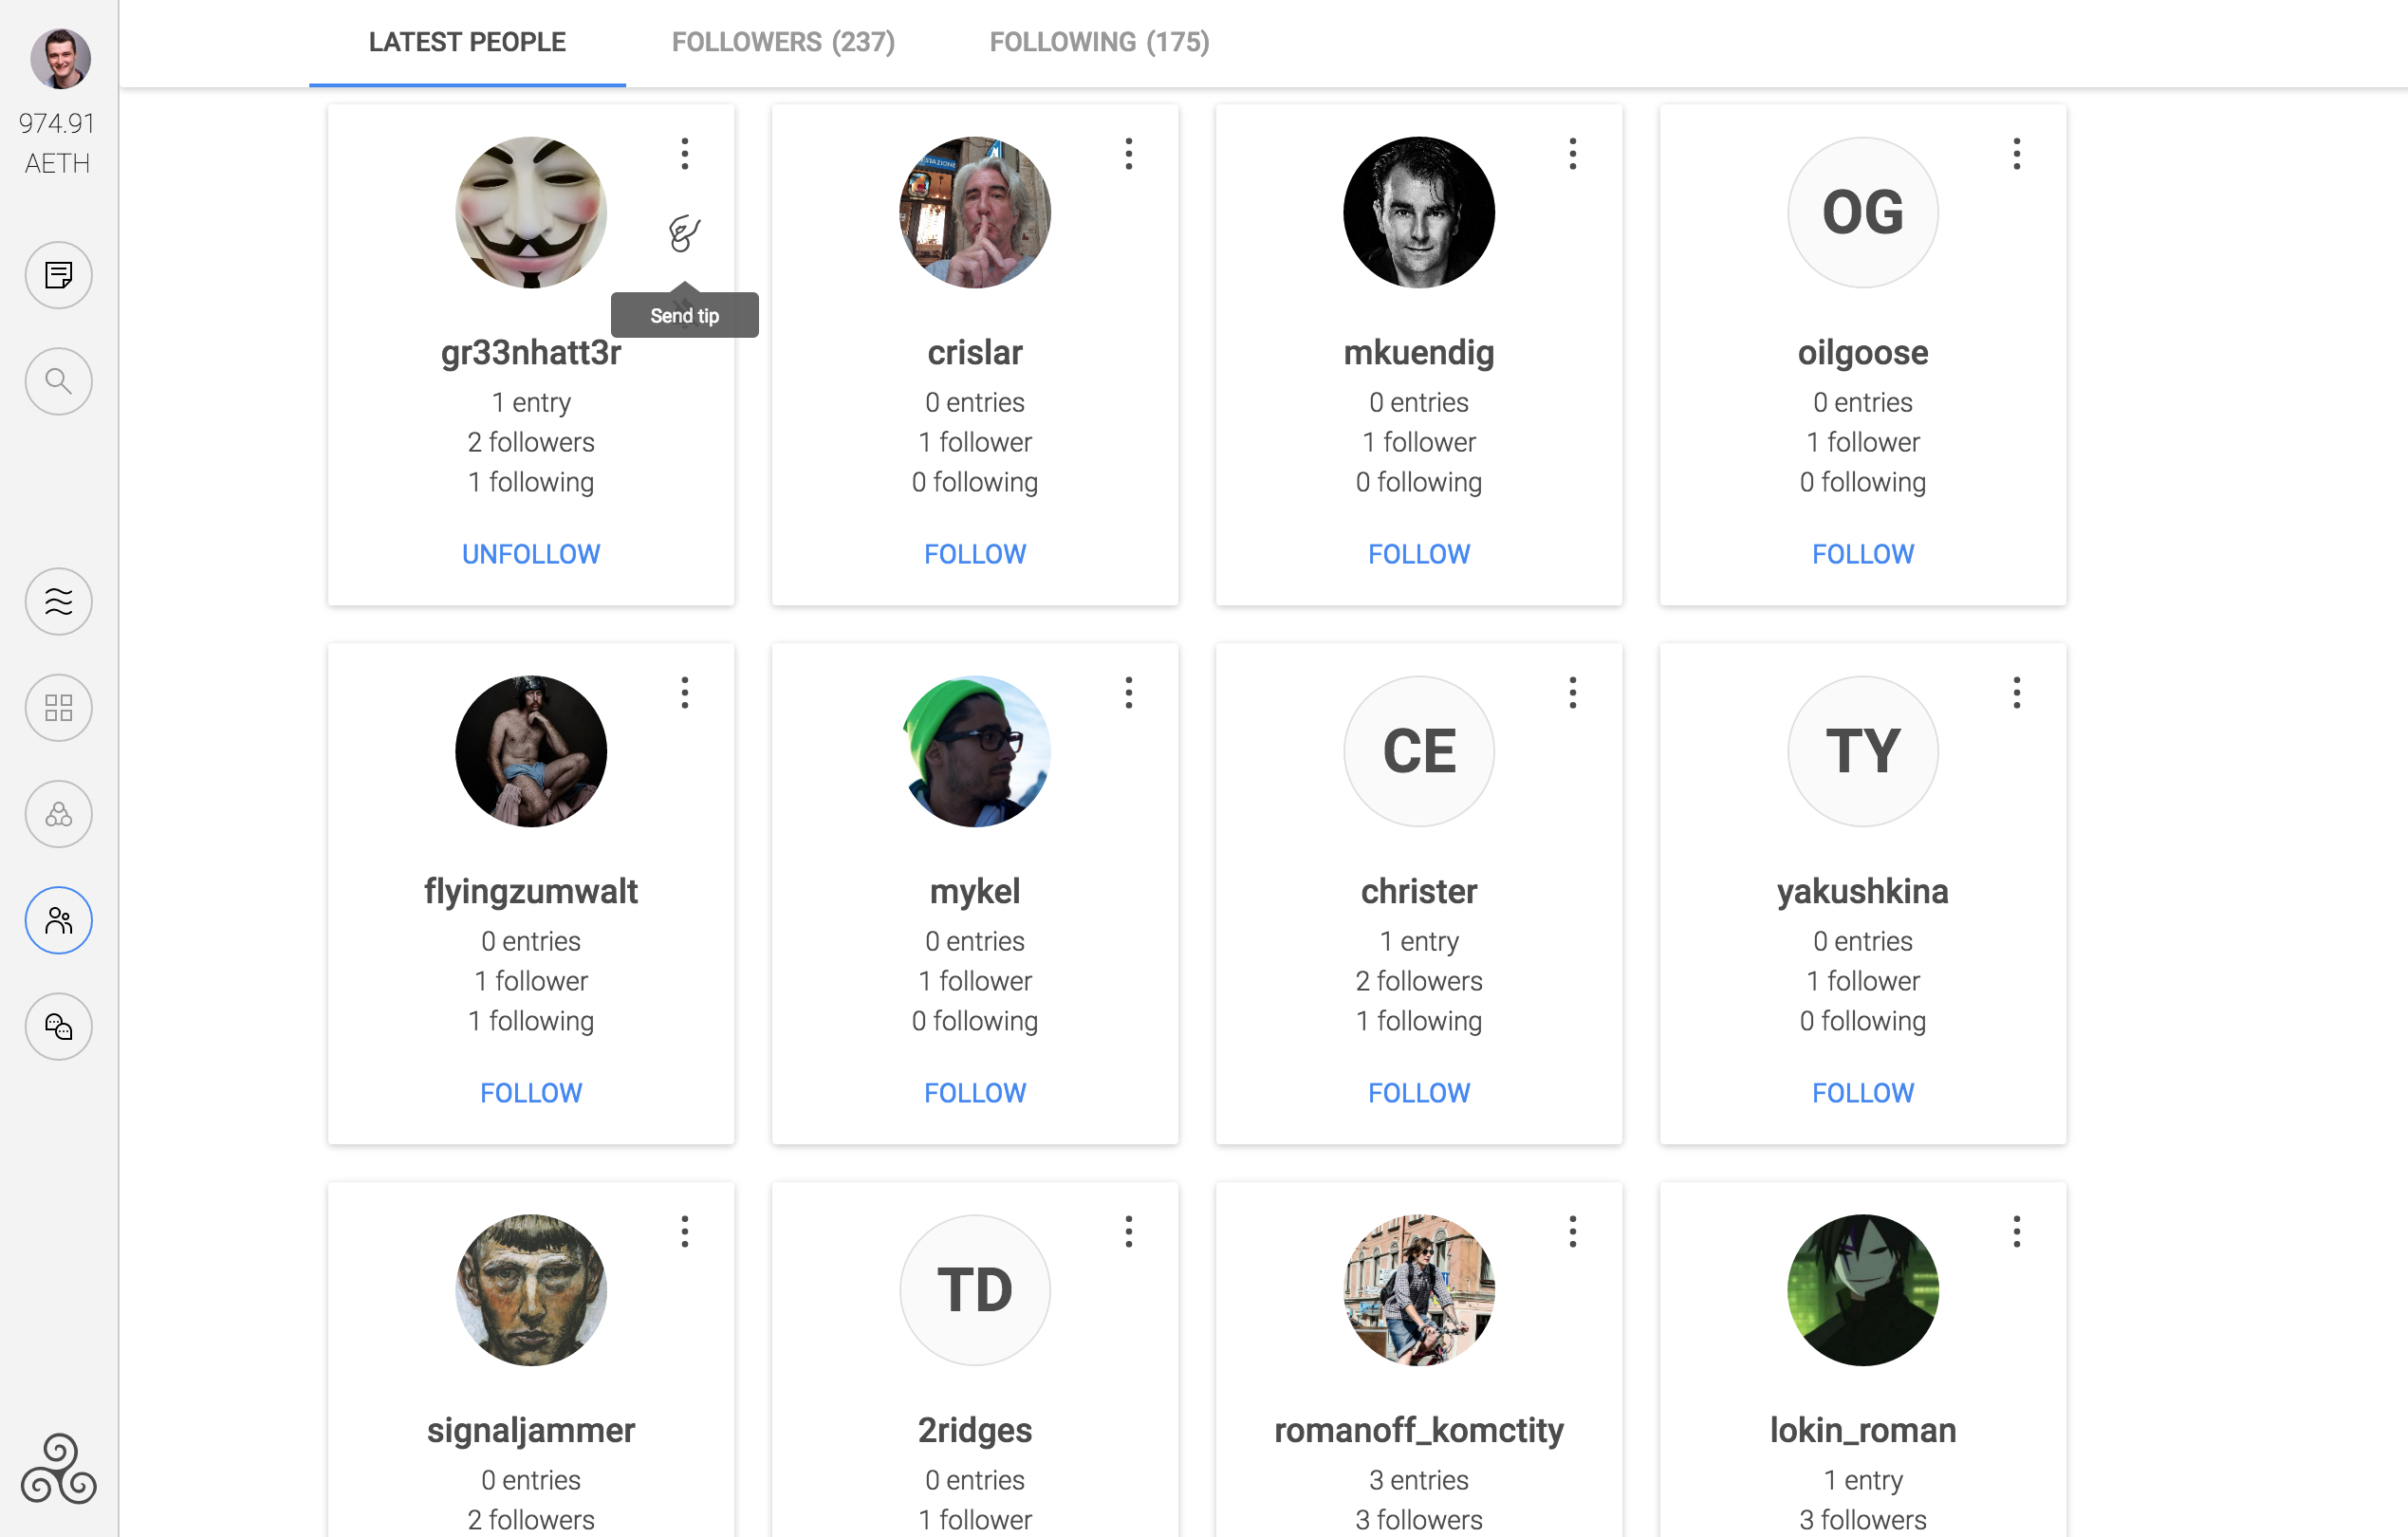 LATEST PEOPLE
FOLLOWERS (237)
FOLLOWING (175)
974.91
AETH
Send tip
gr33nhatt3r
1 entry
2 followers
1 following
UNFOLLOW
crislar
0 entries
1 follower
0 following
FOLLOW
mkuendig
0 entries
1 follower
0 following
FOLLOW
OG
oilgoose
0 entries
1 follower
0 following
FOLLOW
flyingzumwalt
0 entries
1 follower
1 following
FOLLOW
mykel
0 entries
1 follower
0 following
FOLLOW
CE
christer
1 entry
2 followers
1 following
FOLLOW
TY
yakushkina
0 entries
1 follower
0 following
FOLLOW
signaljammer
0 entries
2 followers
TD
2ridges
0 entries
1 follower
romanoff_komctity
3 entries
3 followers
lokin_roman
1 entry
3 followers